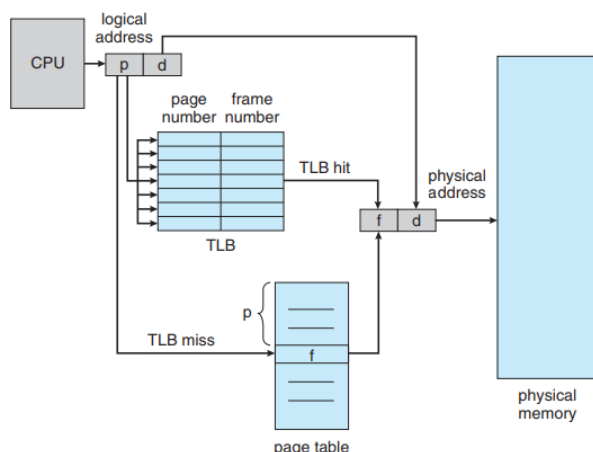 logical
address
CPU
p
d
page
number
frame
number
TLB hit
physical
address
f
d
TLB
p
TLB miss
f
physical
memory
page table